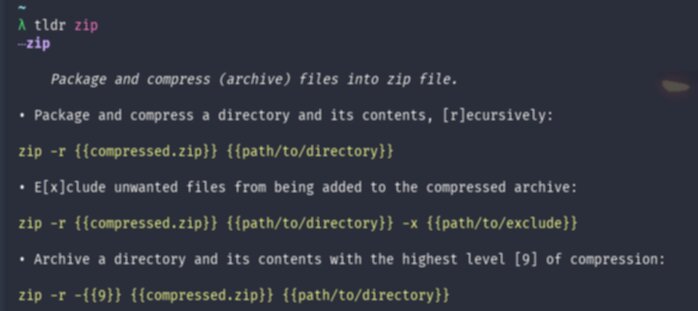 ~
λ tldr zip
—zip
Package and compress (archive) files into zip file.
• Package and compress a directory and its contents, [r]ecursively:
zip -r {{compressed.zip}} {{path/to/directory}}
• E[x]clude unwanted files from being added to the compressed archive:
zip -r {{compressed.zip}} {{path/to/directory}} -x {{path/to/exclude}}
• Archive a directory and its contents with the highest level [9] of compression:
zip -r -{{9}} {{compressed.zip}} {{path/to/directory}}